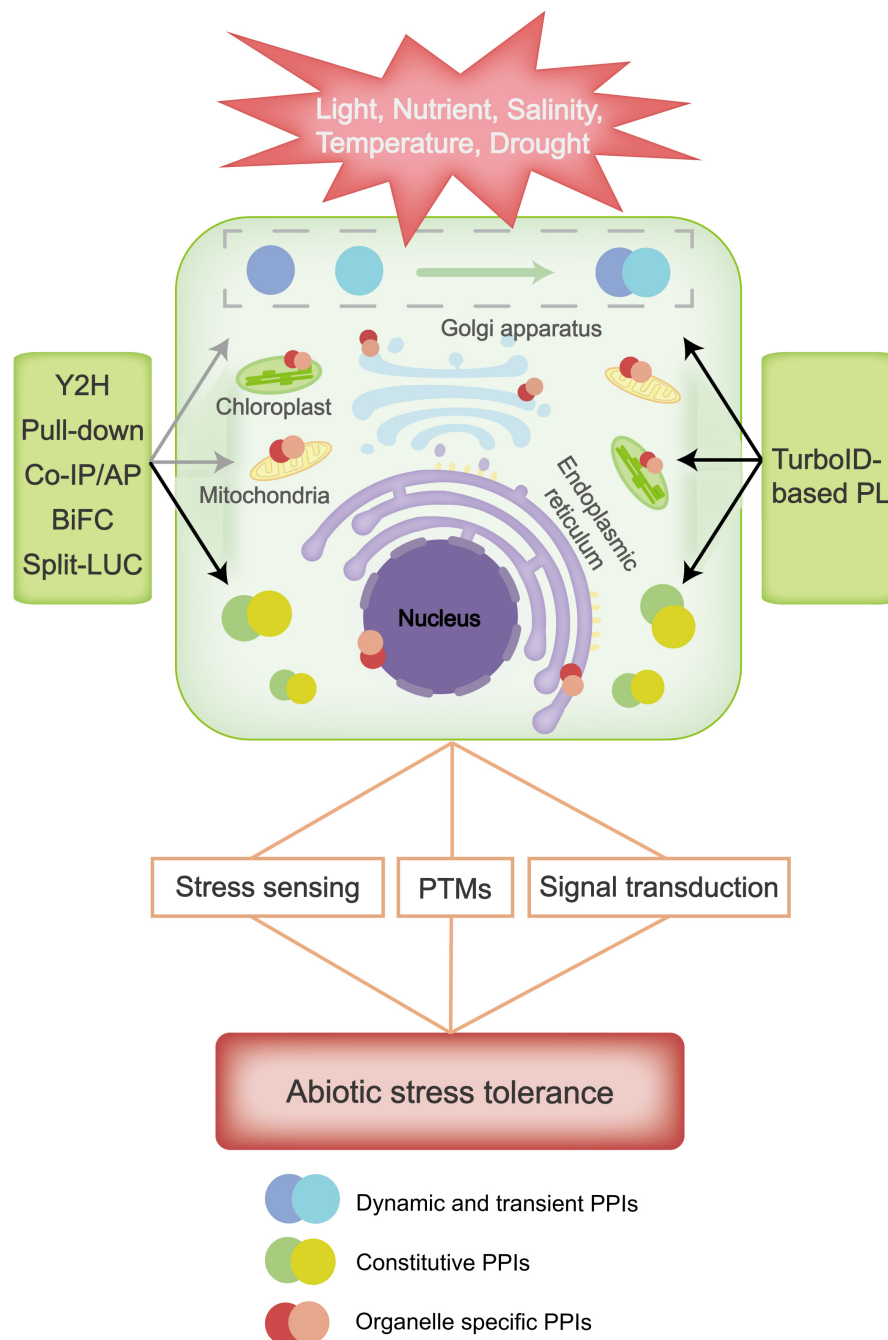 Light, Nutrient, Salinity,
Temperature, Drought
Golgi apparatus
Y2H
Pull-down
Co-IP/AP
BiFC
Split-LUC
Chloroplast
Mitochondria
Endoplasmic
reticulum
TurboID-
based PL
Nucleus
Stress sensing
PTMs
Signal transduction
Abiotic stress tolerance
Dynamic and transient PPIs
Constitutive PPIs
Organelle specific PPIs